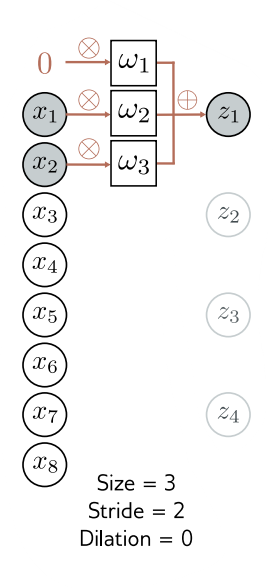 0 ⊗ ω₁
x₁ ⊗ ω₂ ⊕ z₁
x₂ ⊗ ω₃
x₃ z₂
x₄
x₅ z₃
x₆
x₇ z₄
x₈
Size = 3
Stride = 2
Dilation = 0